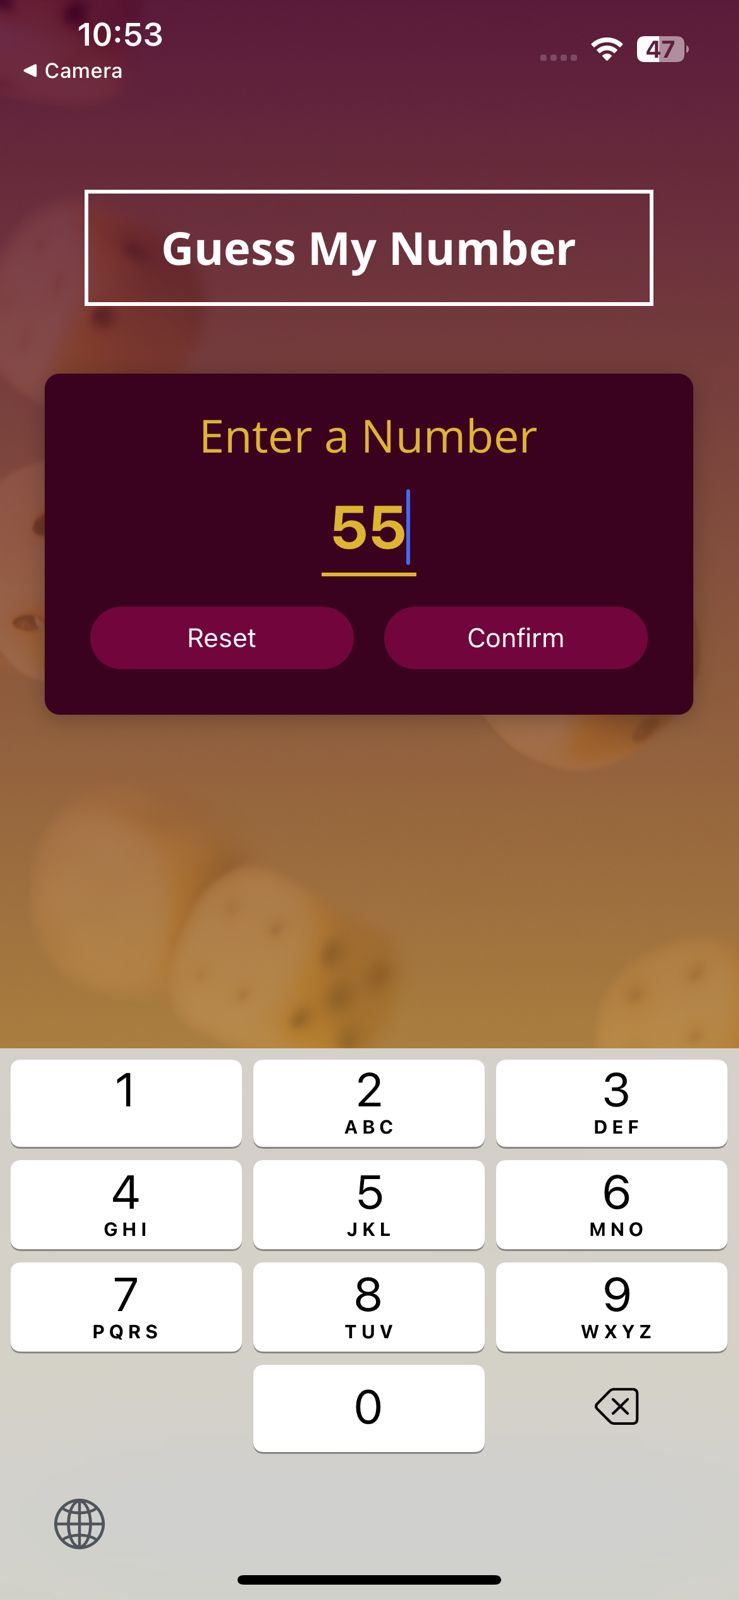 10:53
47
◀ Camera
Guess My Number
Enter a Number
55
Reset Confirm
1 2 3
ABC DEF
4 5 6
GHI JKL MNO
7 8 9
PQRS TUV WXYZ
0